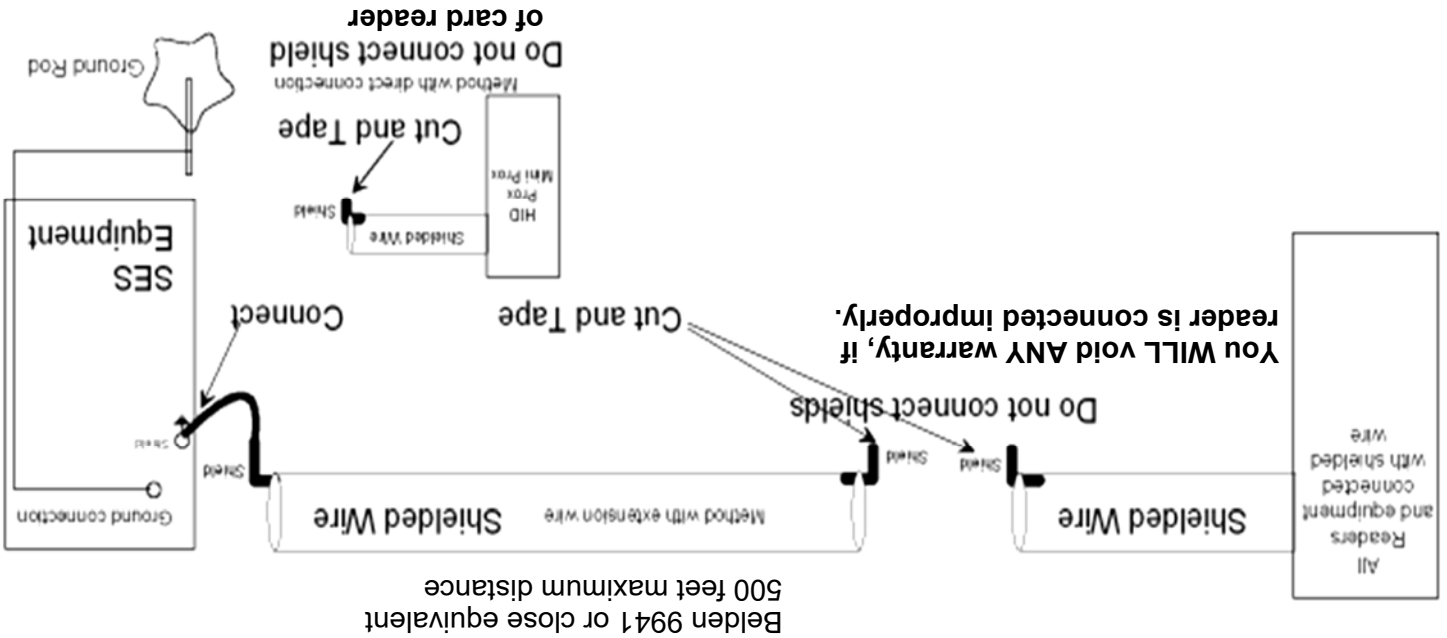 Belden 9941 or close equivalent
500 feet maximum distance
All
Readers
and equipment
connected
with shielded
wire
Shielded Wire
Shield
Do not connect shields
You WILL void ANY warranty, if
reader is connected improperly.
Method with extension wire
Shielded Wire
Shield
Shield
Cut and Tape
Connect
Ground connection
Shield
SES
Equipment
HID
Prox
Mini Prox
Shielded Wire
Shield
Cut and Tape
Method with direct connection
Do not connect shield
of card reader
Ground Rod